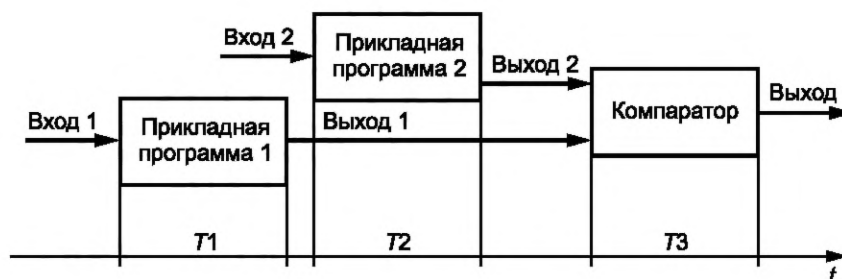 Вход 2
Прикладная
программа 2
Выход 2
Вход 1
Прикладная
программа 1
Выход 1
Компаратор
Выход
T1
T2
T3
t